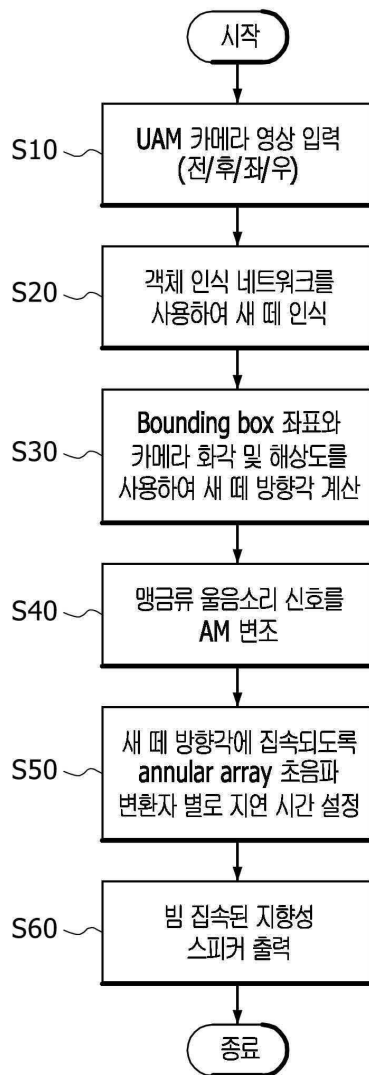 시작
S10
UAM 카메라 영상 입력
(전/후/좌/우)
S20
객체 인식 네트워크를
사용하여 새 떼 인식
S30
Bounding box 좌표와
카메라 화각 및 해상도를
사용하여 새 떼 방향각 계산
S40
맹금류 울음소리 신호를
AM 변조
S50
새 떼 방향각에 집속되도록
annular array 초음파
변환자 별로 지연 시간 설정
S60
빔 집속된 지향성
스피커 출력
종료